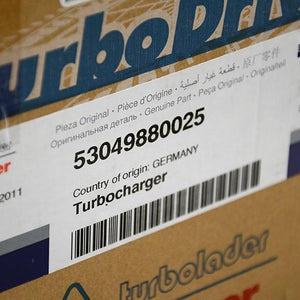 TurboDriv
Pieza Original · Pièce d'Origine · قطعة غيار أصلية · 原厂零件
Оригинальная деталь · Genuine Part · Peça Original · Originalteil
53049880025
Country of origin: GERMANY
Turbocharger
2011
turbolader